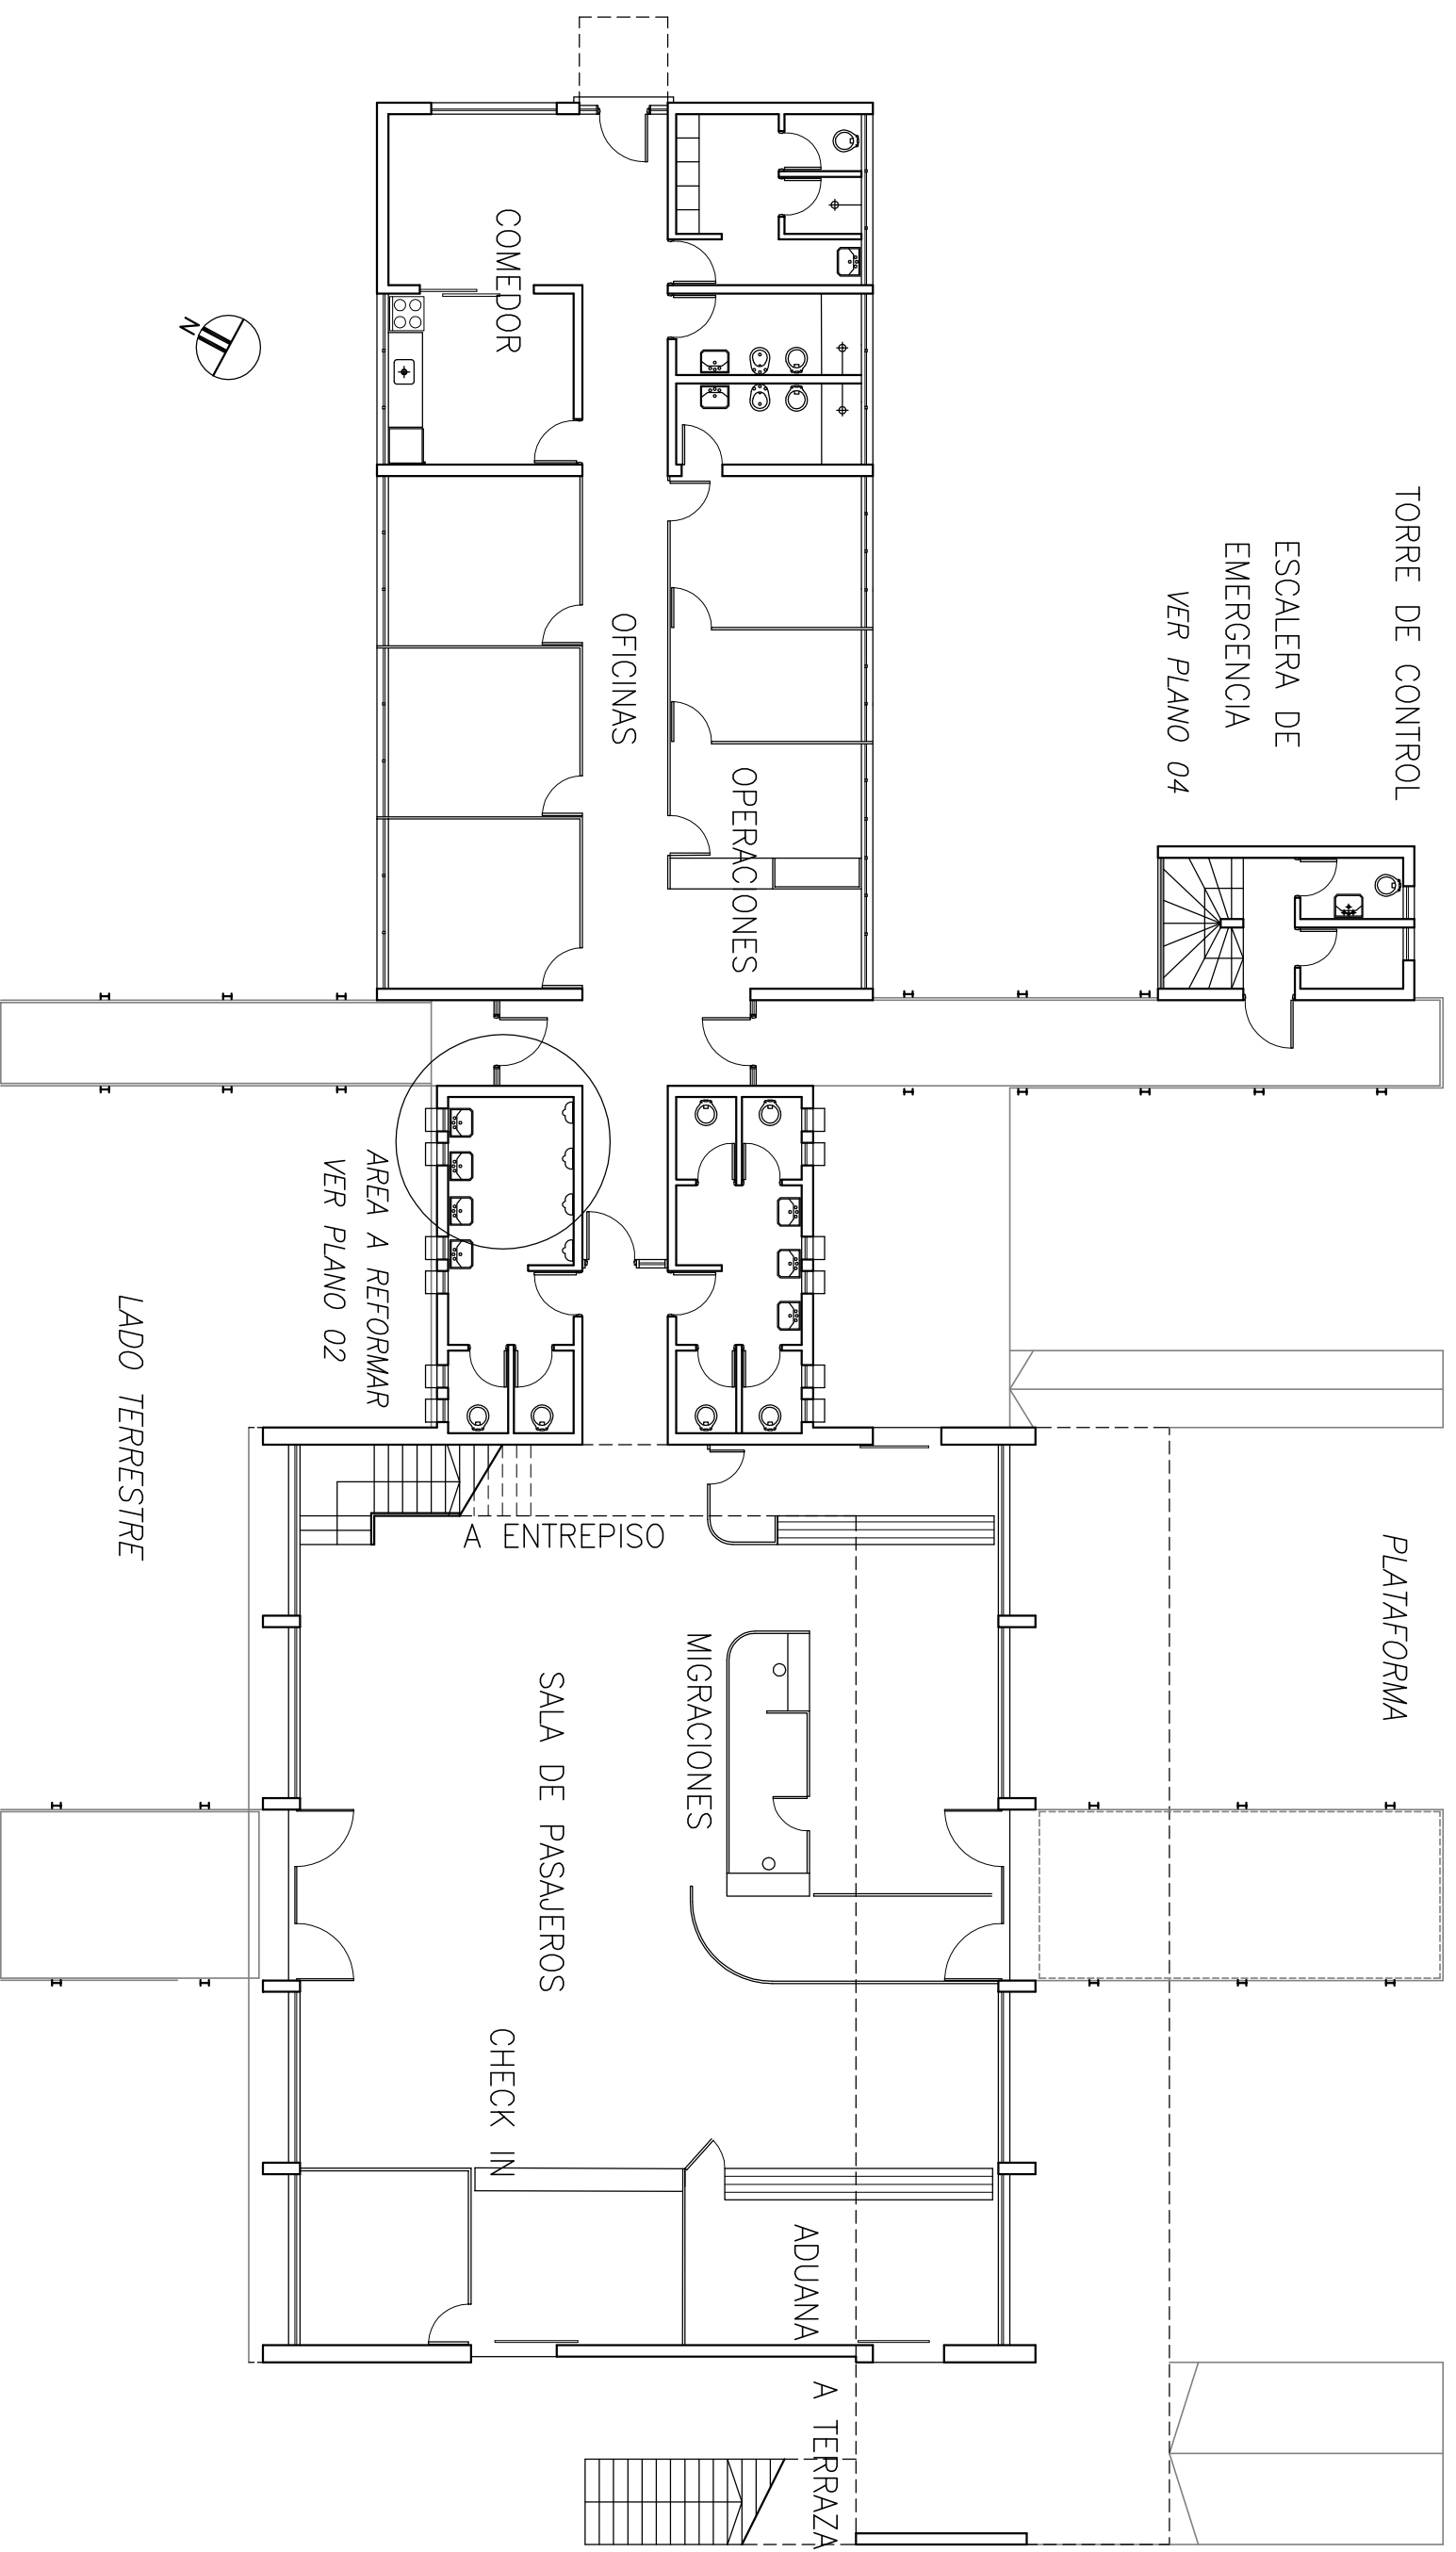 TORRE DE CONTROL
ESCALERA DE
EMERGENCIA
VER PLANO 04
PLATAFORMA
COMEDOR
OFICINAS
OPERACIONES
A ENTREPISO
MIGRACIONES
SALA DE PASAJEROS
CHECK IN
ADUANA
A TERRAZA
AREA A REFORMAR
VER PLANO 02
LADO TERRESTRE
N